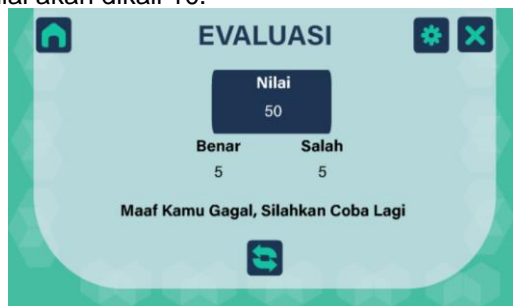 EVALUASI
Nilai
50
Benar Salah
5 5
Maaf Kamu Gagal, Silahkan Coba Lagi